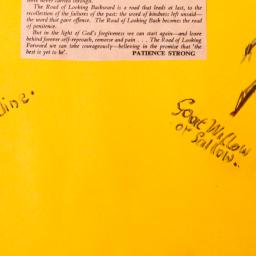 were never carried through.
The Road of Looking Backward is a road that leads at last, to the
recollection of the failures of the past: the word of kindness left unsaid—
the word that gave offence. The Road of Looking Back becomes the road
of penitence.
But in the light of God's forgiveness we can start again—and leave
behind forever self-reproach, remorse and pain . . . The Road of Looking
Forward we can take courageously—believing in the promise that 'the
best is yet to be'.
PATIENCE STRONG
Goat Willow
or Sallow..